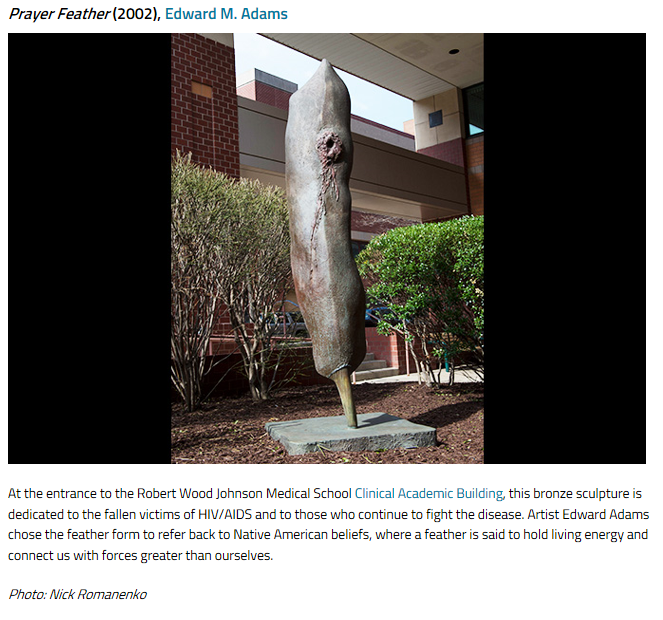 Prayer Feather (2002), Edward M. Adams
At the entrance to the Robert Wood Johnson Medical School Clinical Academic Building, this bronze sculpture is
dedicated to the fallen victims of HIV/AIDS and to those who continue to fight the disease. Artist Edward Adams
chose the feather form to refer back to Native American beliefs, where a feather is said to hold living energy and
connect us with forces greater than ourselves.
Photo: Nick Romanenko